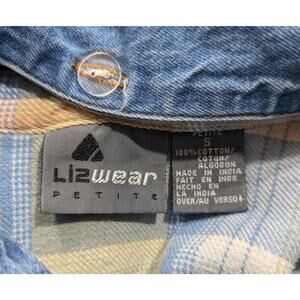 LIZwear
PETITE
PETITE
S
100%COTTON/
COTON/
ALGODON
MADE IN INDIA
FAIT EN INDE
HECHO EN
LA INDIA
OVER/AU VERSO